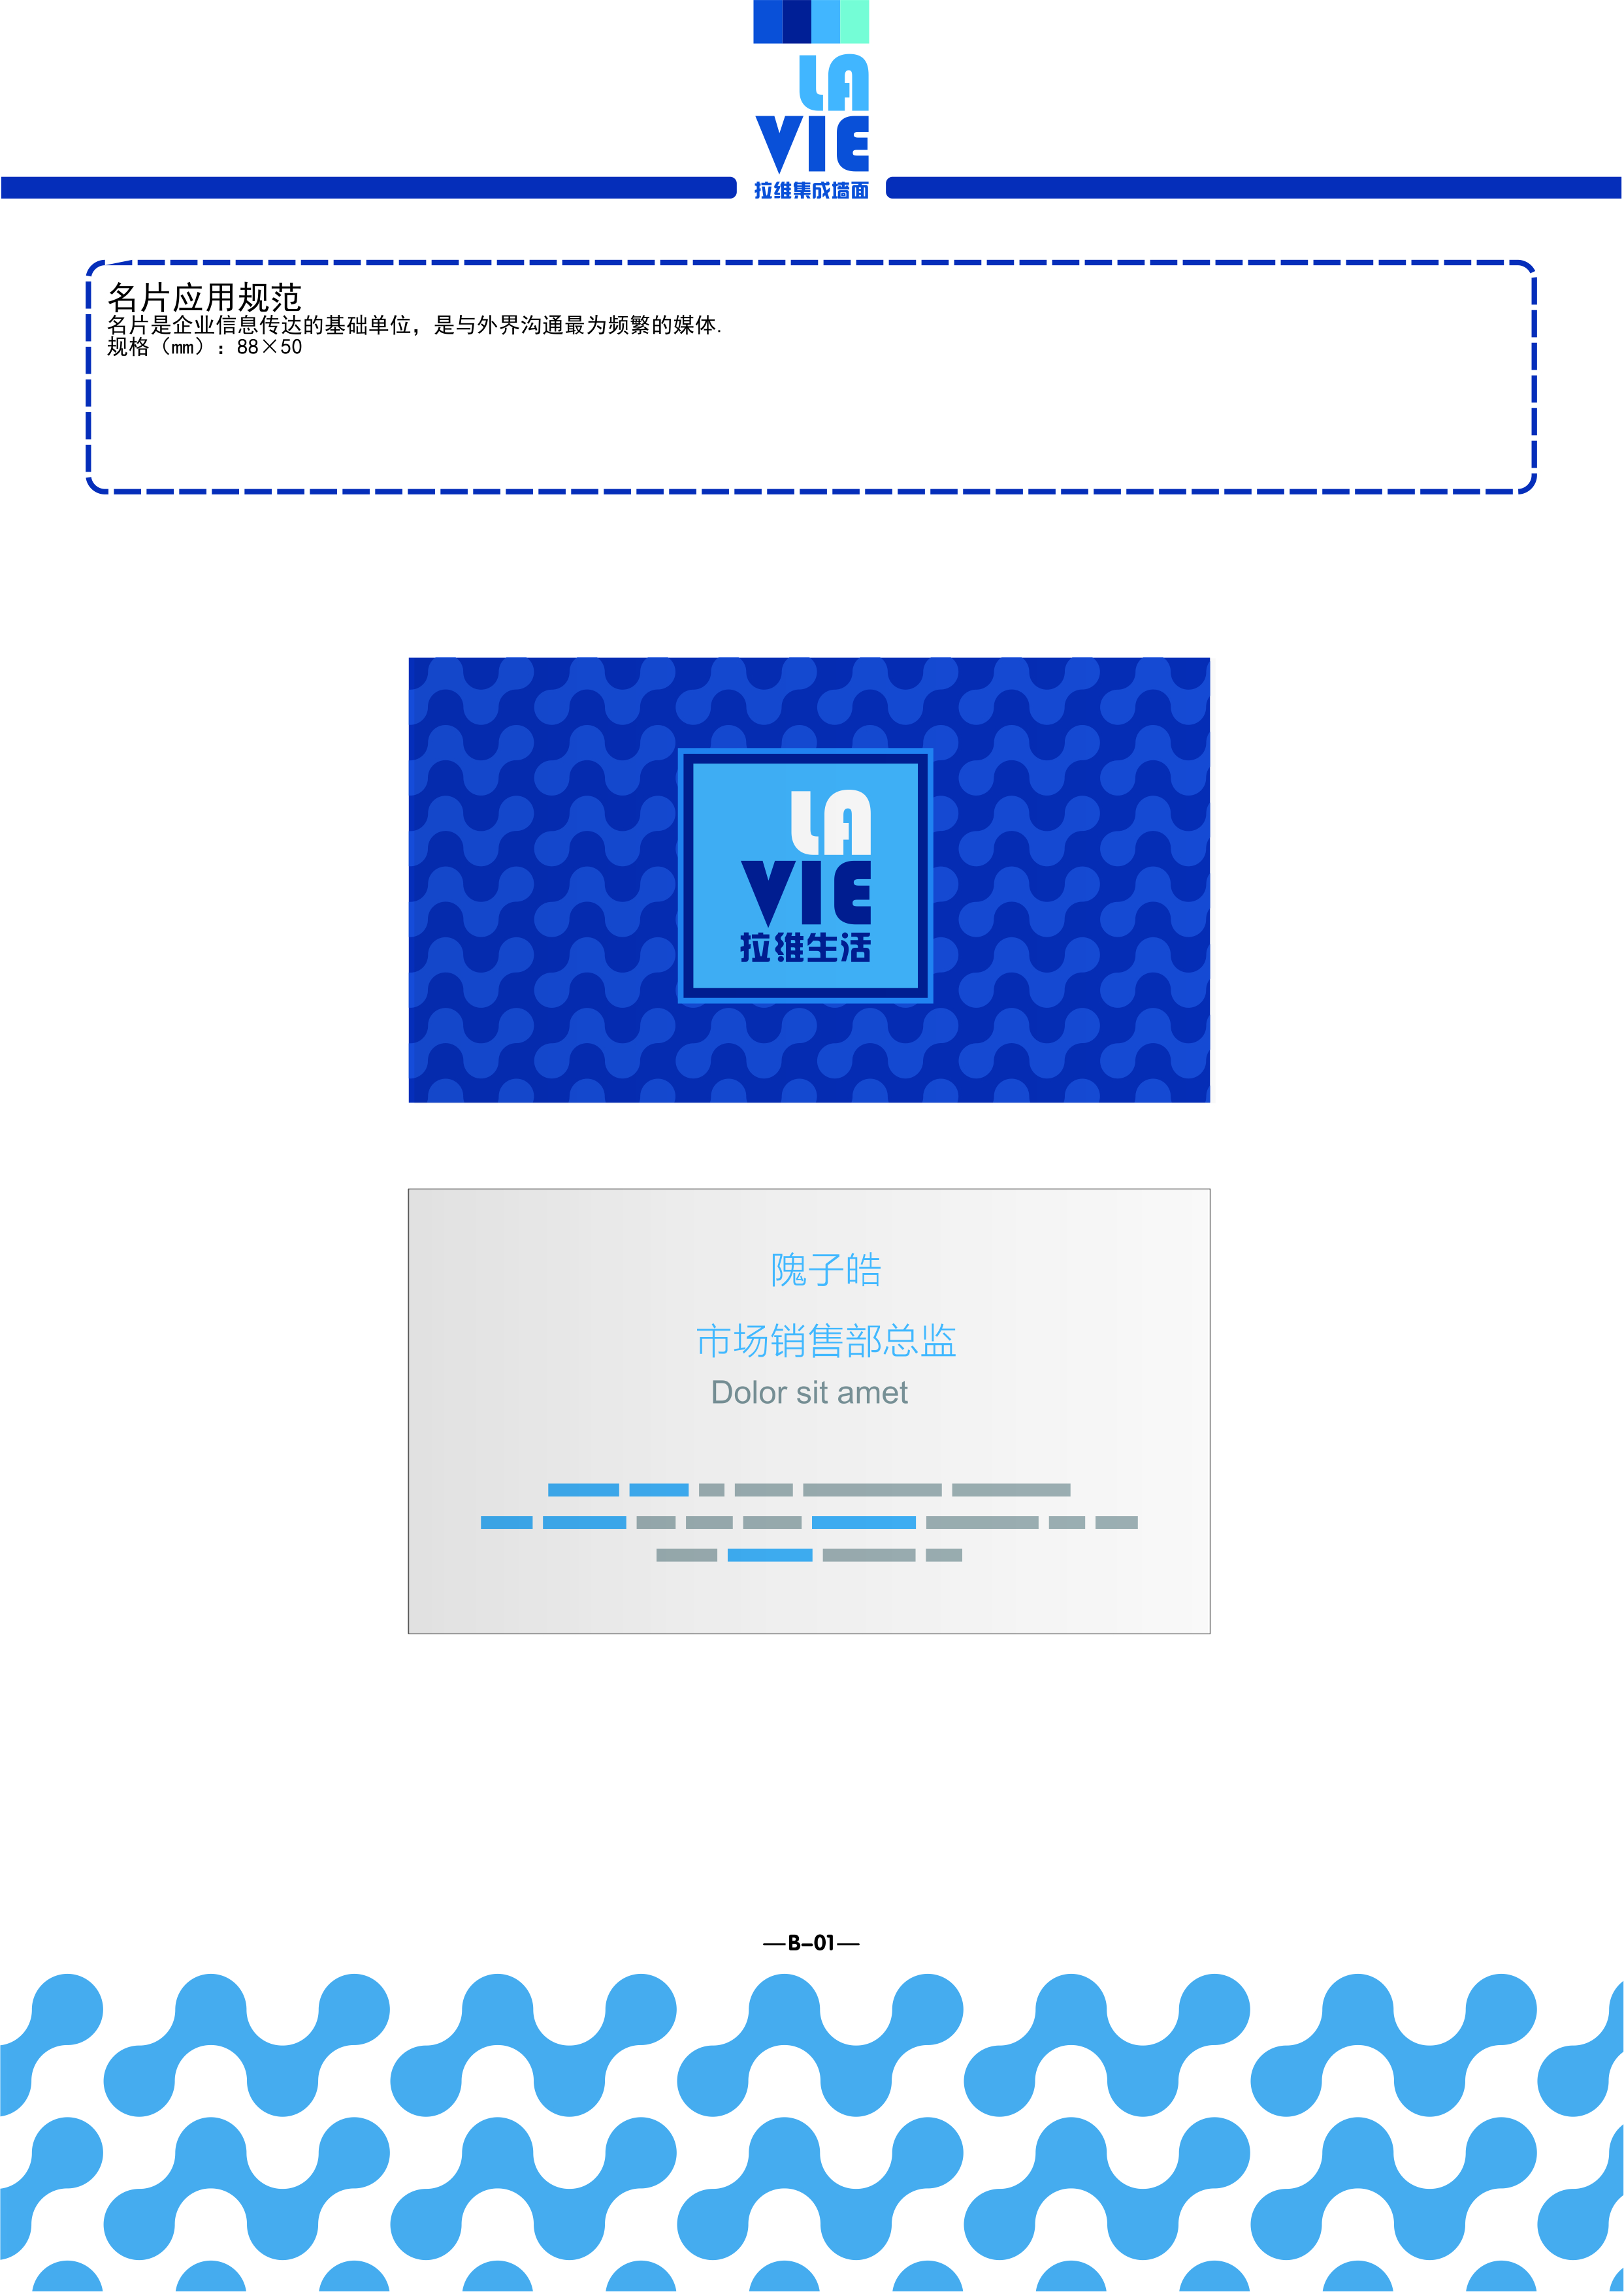 LA
VIE
拉维集成墙面
名片应用规范
名片是企业信息传达的基础单位，是与外界沟通最为频繁的媒体.
规格（mm）：88×50
LA
VIE
拉维生活
隗子皓
市场销售部总监
Dolor sit amet
—B-01—